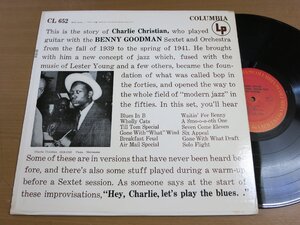 CL 652
COLUMBIA
LP
This is the story of Charlie Christian, who played
guitar with the BENNY GOODMAN Sextet and Orchestra
from the fall of 1939 to the spring of 1941. He brought
with him a new concept of jazz which, fused with the
music of Lester Young and a few others, became the foun-
dation of what was called bop in
the forties, and opened the way to
the whole field of "modern jazz" in
the fifties. In this set, you'll hear
Blues In B
Wholly Cats
Till Tom Special
Gone With "What" Wind
Breakfast Feud
Air Mail Special
Waitin' For Benny
A Smo-o-o-oth One
Seven Come Eleven
Six Appeal
Gone With What Draft
Solo Flight
Some of these are in versions that have never been heard be-
fore, and there's also some stuff played during a warm-up
before a Sextet session. As someone says at the start of
these improvisations, "Hey, Charlie, let's play the blues. . "